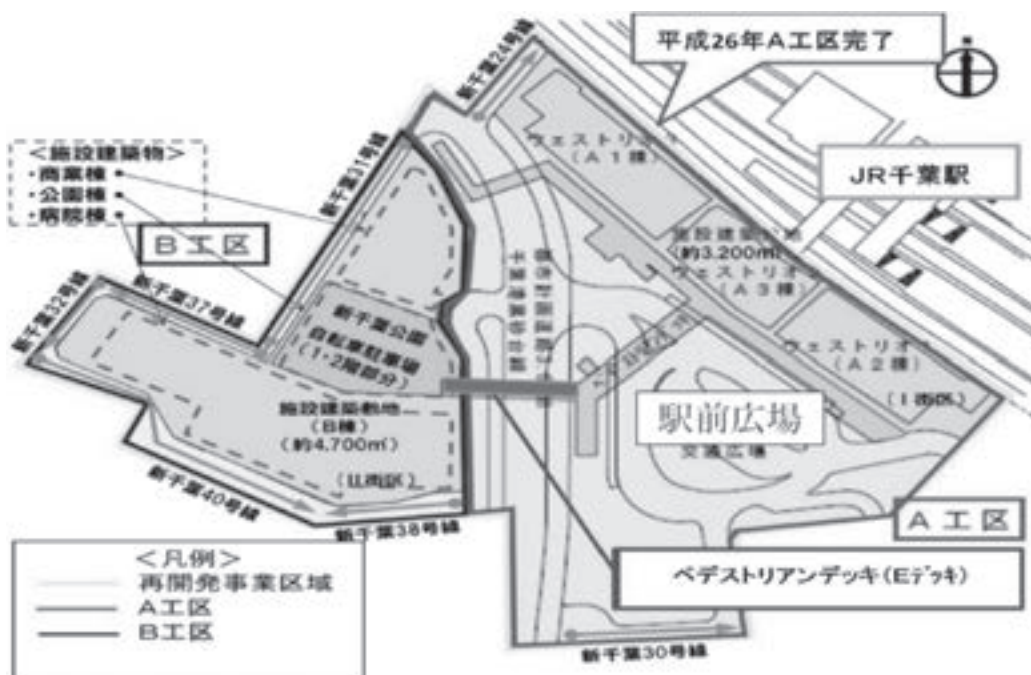 平成26年A工区完了
新千葉24号線
新千葉31号線
<施設建築物>
・商業棟
・公園棟
・病院棟
B工区
JR千葉駅
ウェストリオ
(A1棟)
(約3.200㎡)
ウェストリオ
(A3棟)
ウェストリオ
(A2棟)
(I街区)
新千葉32号線
新千葉37号線
新千葉公園
自転車駐車場
(1・2階部分)
施設建築敷地
(B棟)
(約4.700㎡)
(II街区)
駅前広場
交通広場
新千葉40号線
新千葉38号線
A工区
ペデストリアンデッキ(Eデッキ)
<凡例>
再開発事業区域
A工区
B工区
新千葉30号線